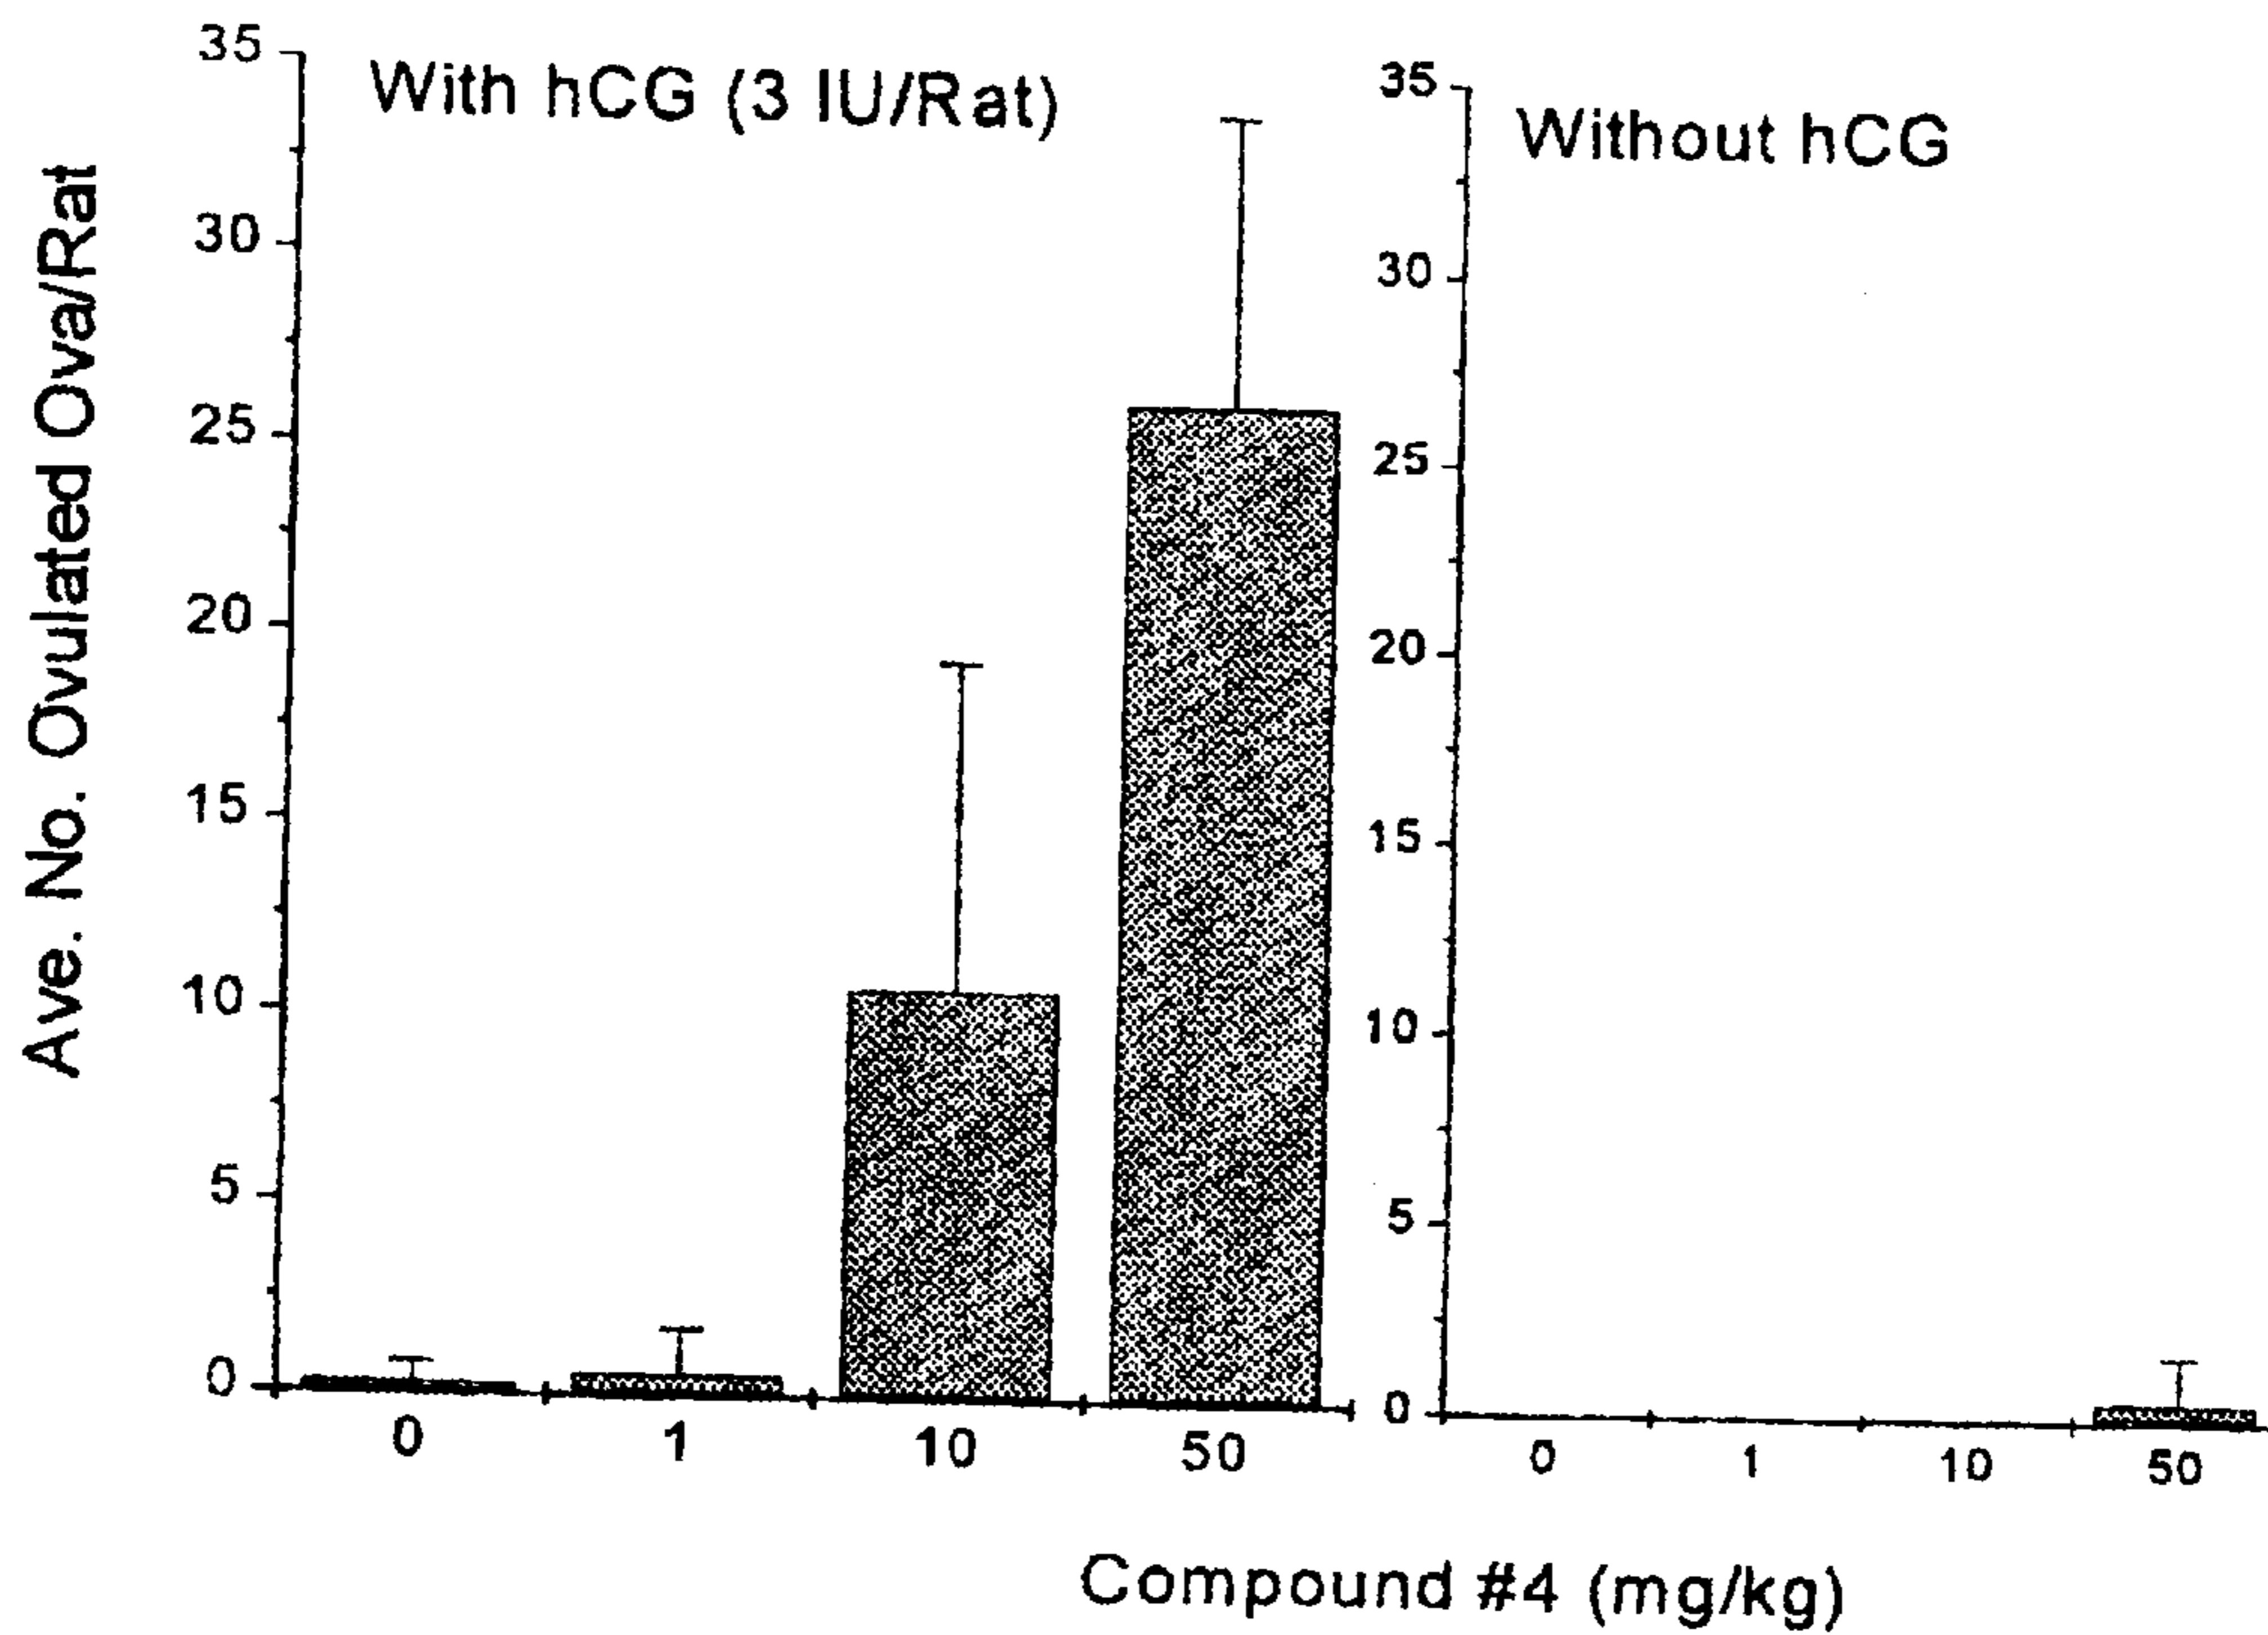 With hCG (3 IU/Rat)
Without hCG
Ave. No. Ovulated Ova/Rat
35
30
25
20
15
10
5
0
0 1 10 50
35
30
25
20
15
10
5
0
0 1 10 50
Compound #4 (mg/kg)